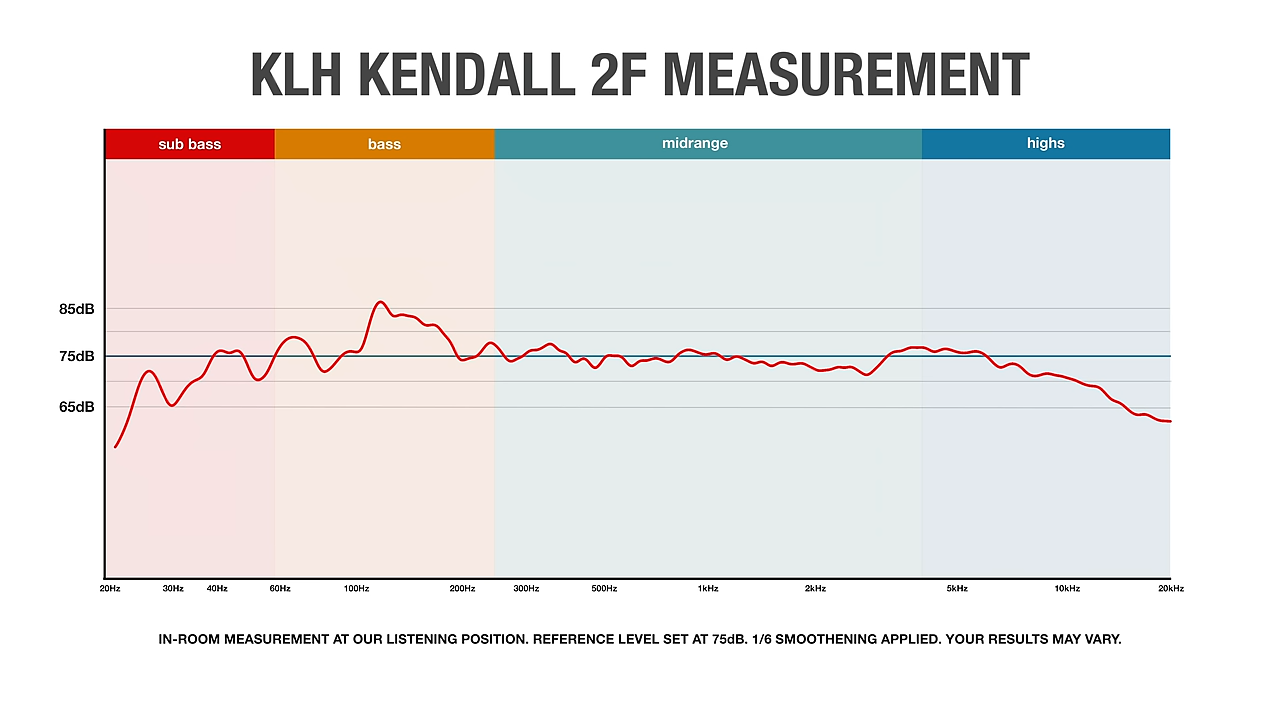 KLH KENDALL 2F MEASUREMENT
sub bass bass midrange highs
85dB
75dB
65dB
20Hz 30Hz 40Hz 60Hz 100Hz 200Hz 300Hz 500Hz 1kHz 2kHz 5kHz 10kHz 20kHz
IN-ROOM MEASUREMENT AT OUR LISTENING POSITION. REFERENCE LEVEL SET AT 75dB. 1/6 SMOOTHENING APPLIED. YOUR RESULTS MAY VARY.